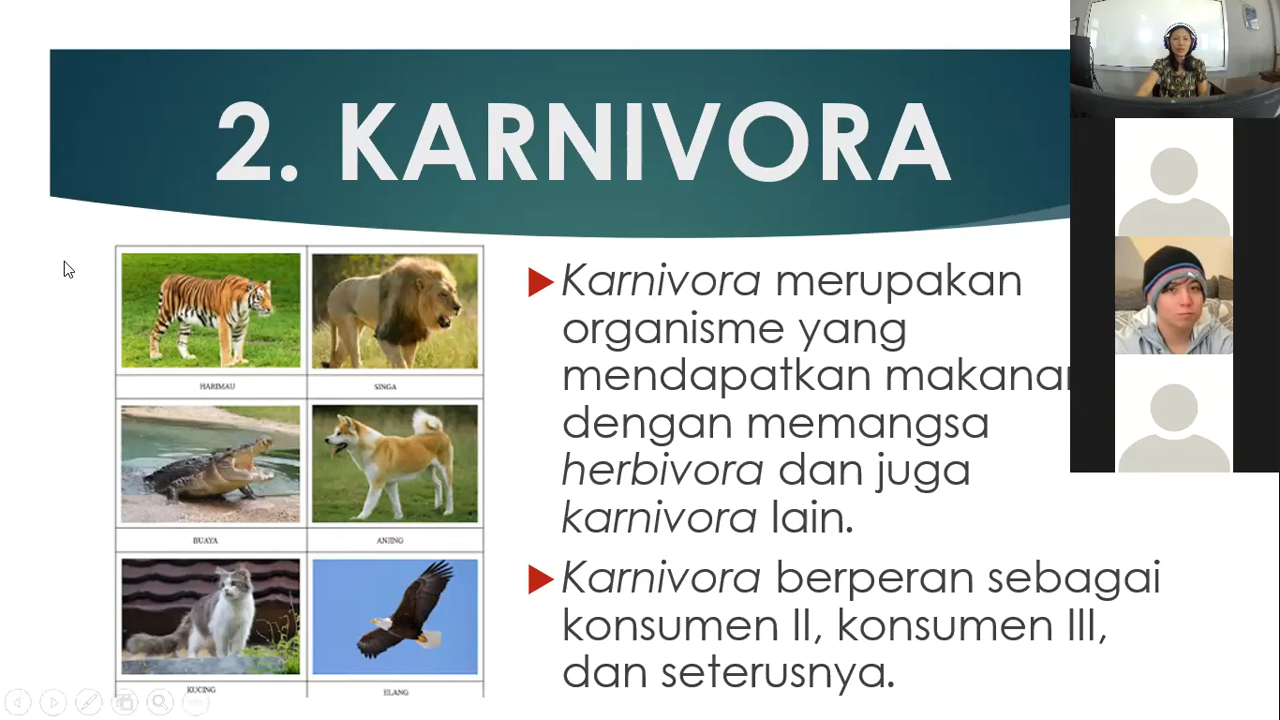 2. KARNIVORA
HARIMAU
SINGA
BUAYA
ANJING
KUCING
ELANG
Karnivora merupakan
organisme yang
mendapatkan makanan
dengan memangsa
herbivora dan juga
karnivora lain.
Karnivora berperan sebagai
konsumen II, konsumen III,
dan seterusnya.